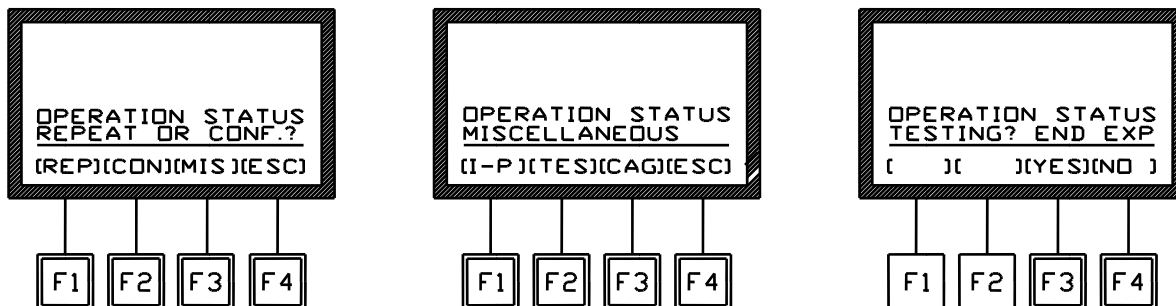 OPERATION STATUS
REPEAT OR CONF.?
[REP][CON][MIS][ESC]
F1 F2 F3 F4
OPERATION STATUS
MISCELLANEOUS
[I-P][TES][CAG][ESC]
F1 F2 F3 F4
OPERATION STATUS
TESTING? END EXP
[ ][ ][YES][NO ]
F1 F2 F3 F4